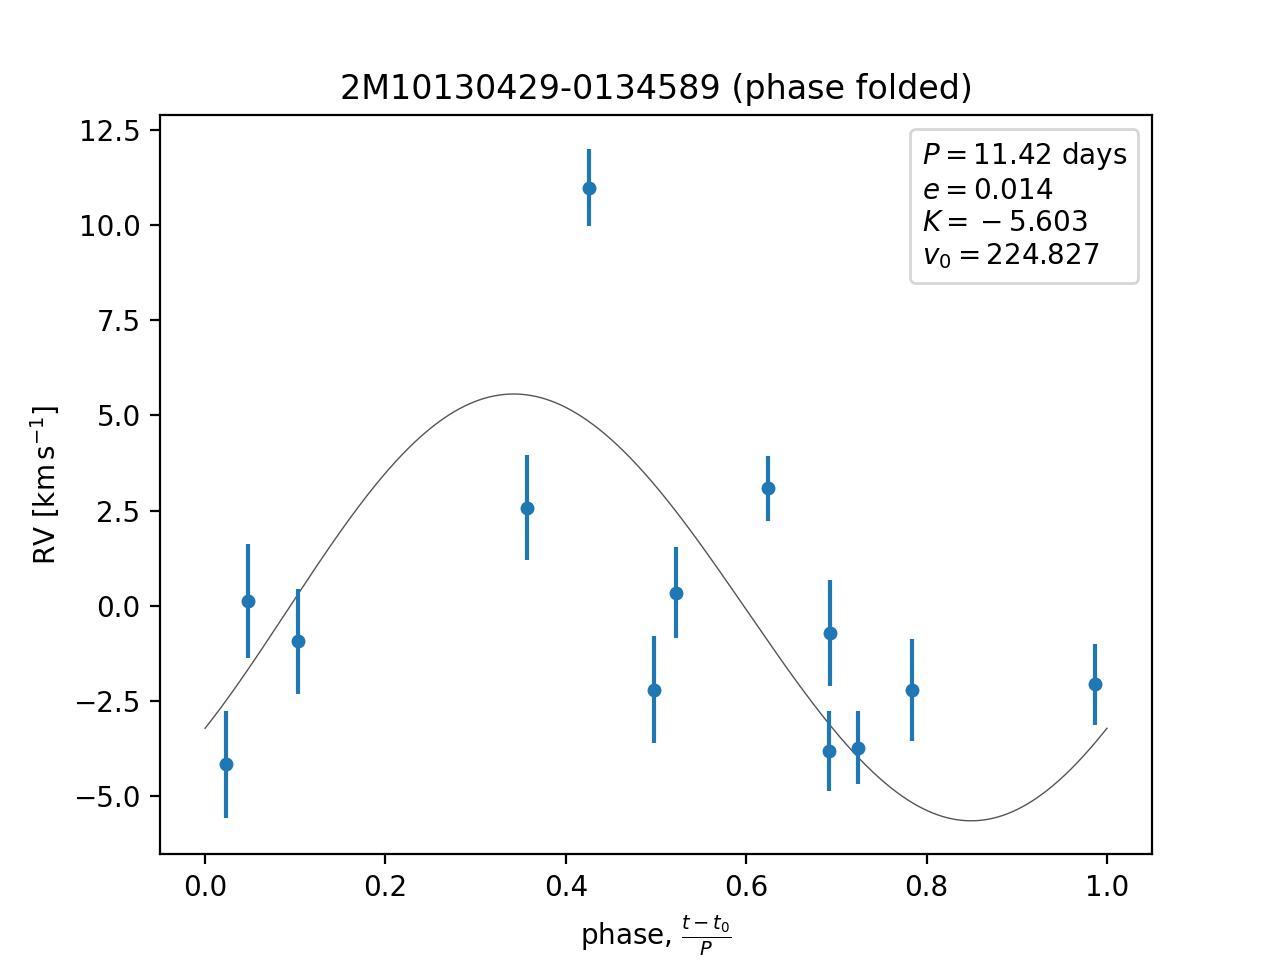 2M10130429-0134589 (phase folded)
12.5
10.0
7.5
5.0
2.5
0.0
−2.5
−5.0
RV [km s⁻¹]
P = 11.42 days
e = 0.014
K = −5.603
v₀ = 224.827
0.0 0.2 0.4 0.6 0.8 1.0
phase, (t − t₀)/P